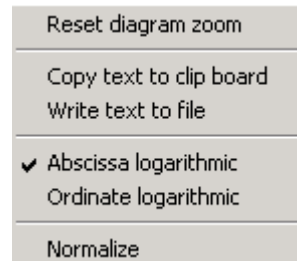 Reset diagram zoom
Copy text to clip board
Write text to file
Abscissa logarithmic
Ordinate logarithmic
Normalize